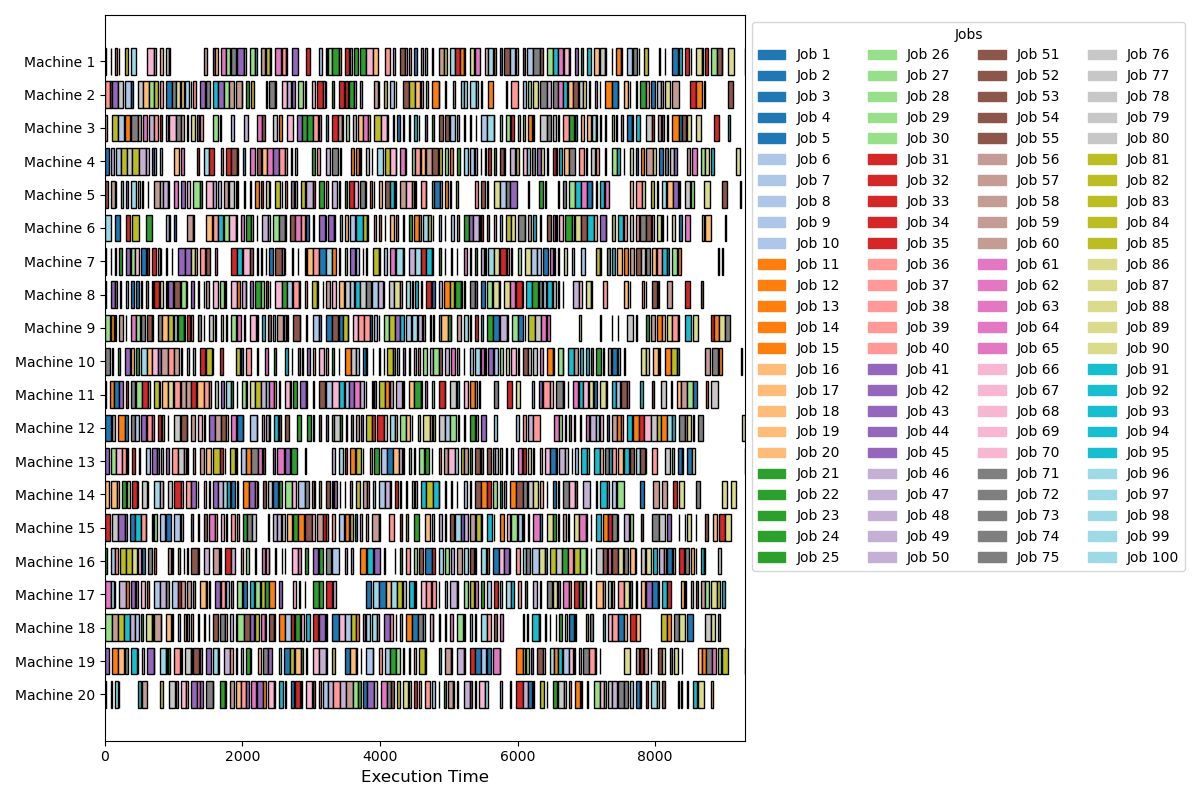 Machine 1
Machine 2
Machine 3
Machine 4
Machine 5
Machine 6
Machine 7
Machine 8
Machine 9
Machine 10
Machine 11
Machine 12
Machine 13
Machine 14
Machine 15
Machine 16
Machine 17
Machine 18
Machine 19
Machine 20
0 2000 4000 6000 8000
Execution Time
Jobs
Job 1 Job 26 Job 51 Job 76
Job 2 Job 27 Job 52 Job 77
Job 3 Job 28 Job 53 Job 78
Job 4 Job 29 Job 54 Job 79
Job 5 Job 30 Job 55 Job 80
Job 6 Job 31 Job 56 Job 81
Job 7 Job 32 Job 57 Job 82
Job 8 Job 33 Job 58 Job 83
Job 9 Job 34 Job 59 Job 84
Job 10 Job 35 Job 60 Job 85
Job 11 Job 36 Job 61 Job 86
Job 12 Job 37 Job 62 Job 87
Job 13 Job 38 Job 63 Job 88
Job 14 Job 39 Job 64 Job 89
Job 15 Job 40 Job 65 Job 90
Job 16 Job 41 Job 66 Job 91
Job 17 Job 42 Job 67 Job 92
Job 18 Job 43 Job 68 Job 93
Job 19 Job 44 Job 69 Job 94
Job 20 Job 45 Job 70 Job 95
Job 21 Job 46 Job 71 Job 96
Job 22 Job 47 Job 72 Job 97
Job 23 Job 48 Job 73 Job 98
Job 24 Job 49 Job 74 Job 99
Job 25 Job 50 Job 75 Job 100